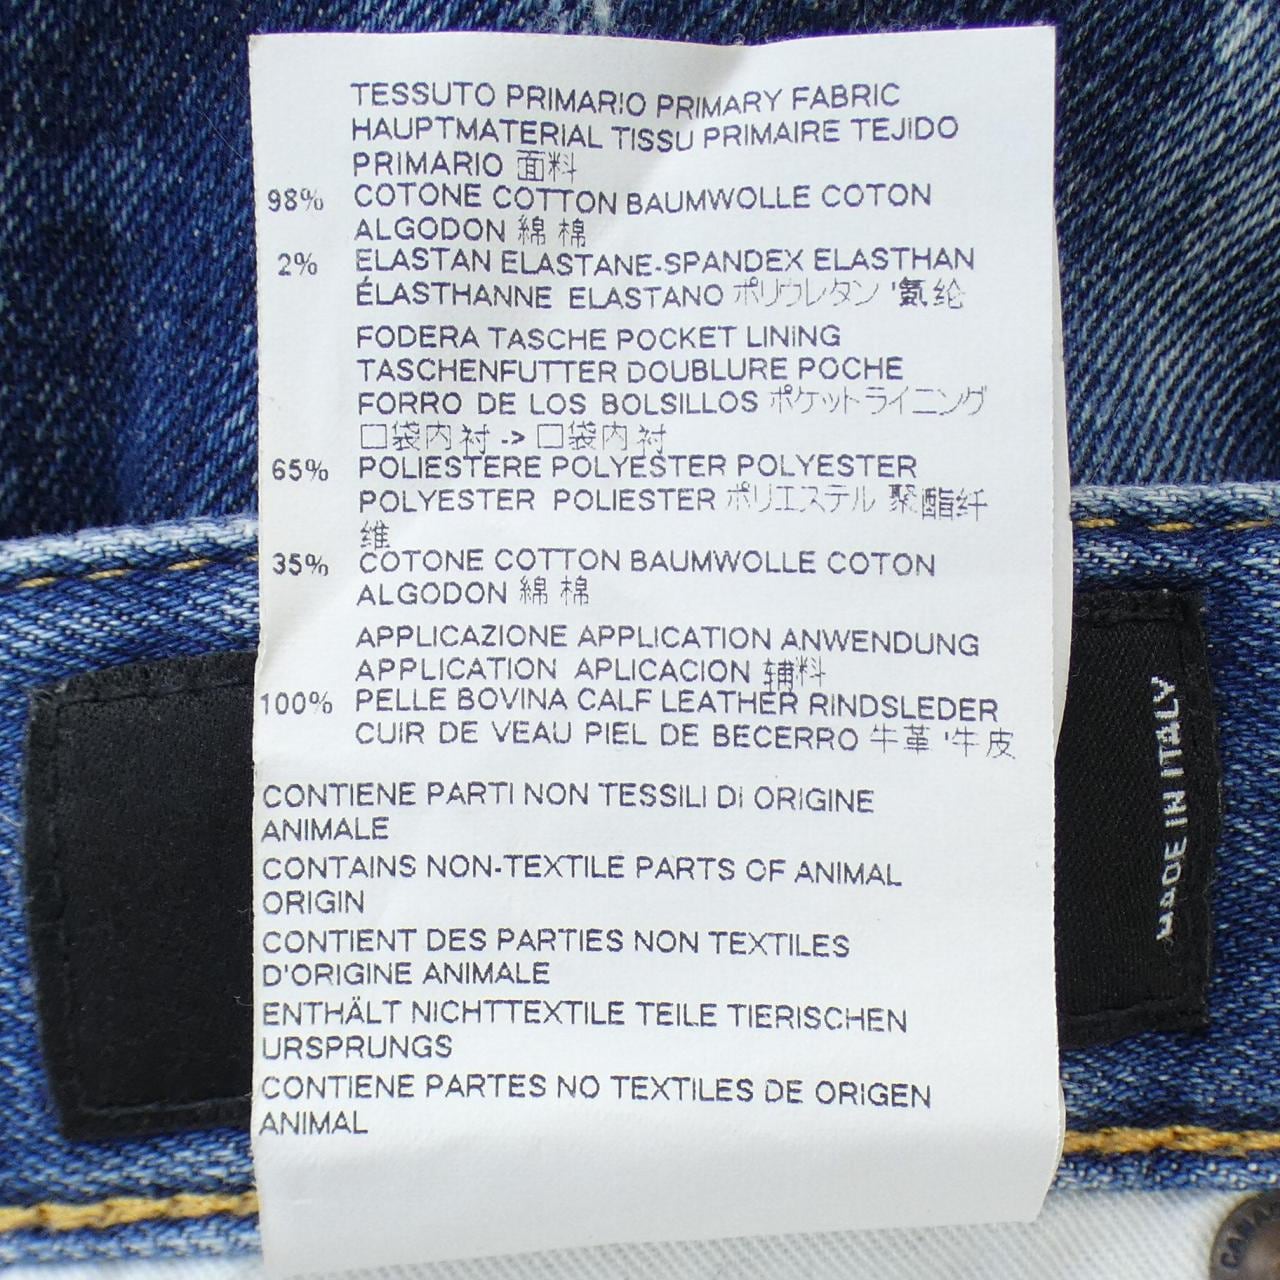 TESSUTO PRIMARIO PRIMARY FABRIC
HAUPTMATERIAL TISSU PRIMAIRE TEJIDO
PRIMARIO 面料
98% COTONE COTTON BAUMWOLLE COTON
ALGODON 綿 棉
2% ELASTAN ELASTANE-SPANDEX ELASTHAN
ÉLASTHANNE ELASTANO ポリウレタン '氨纶
FODERA TASCHE POCKET LINING
TASCHENFUTTER DOUBLURE POCHE
FORRO DE LOS BOLSILLOS ポケットライニング
口袋内衬 -> 口袋内衬
65% POLIESTERE POLYESTER POLYESTER
POLYESTER POLIESTER ポリエステル 聚酯纤
维
35% COTONE COTTON BAUMWOLLE COTON
ALGODON 綿 棉
APPLICAZIONE APPLICATION ANWENDUNG
APPLICATION APLICACION 辅料
100% PELLE BOVINA CALF LEATHER RINDSLEDER
CUIR DE VEAU PIEL DE BECERRO 牛革 '牛皮
CONTIENE PARTI NON TESSILI DI ORIGINE
ANIMALE
CONTAINS NON-TEXTILE PARTS OF ANIMAL
ORIGIN
CONTIENT DES PARTIES NON TEXTILES
D'ORIGINE ANIMALE
ENTHÄLT NICHTTEXTILE TEILE TIERISCHEN
URSPRUNGS
CONTIENE PARTES NO TEXTILES DE ORIGEN
ANIMAL
MADE IN ITALY